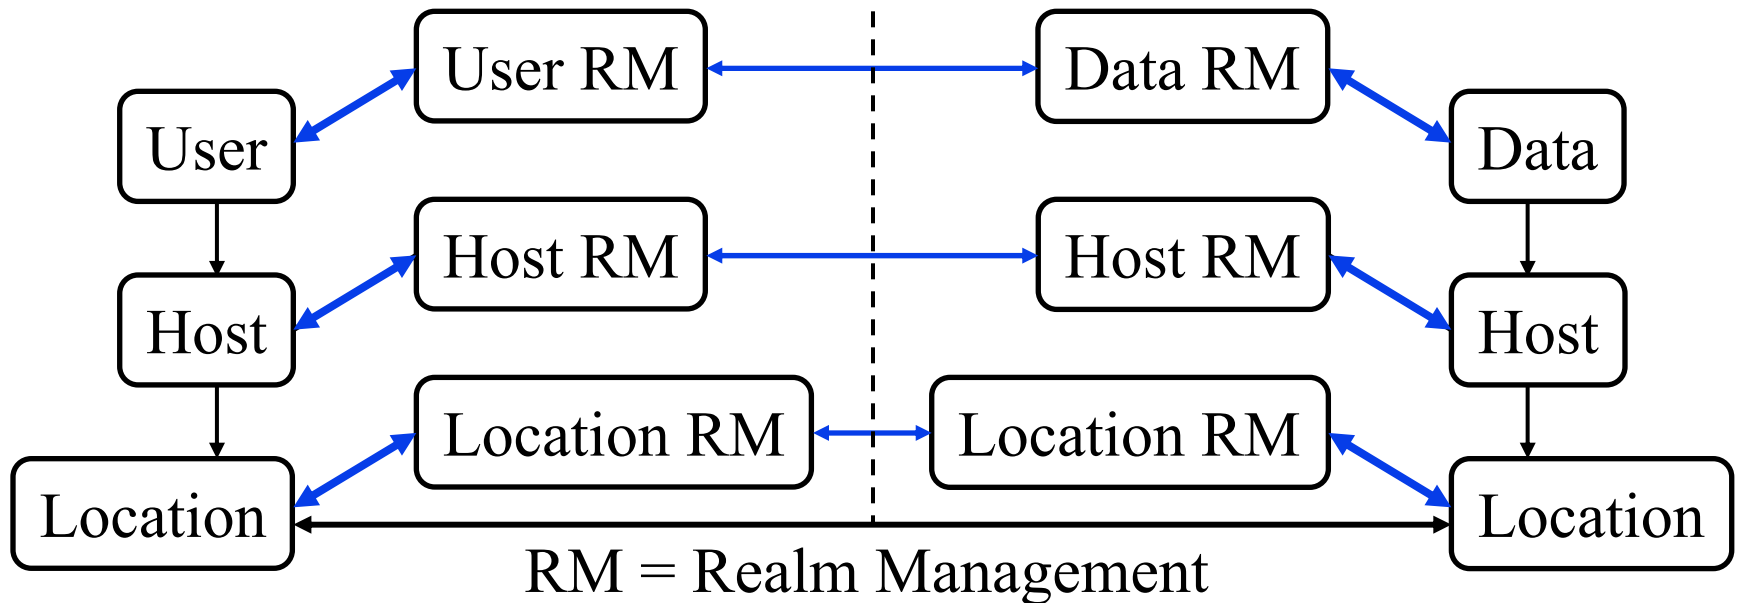 User RM
Data RM
User
Data
Host RM
Host RM
Host
Host
Location RM
Location RM
Location
Location
RM = Realm Management